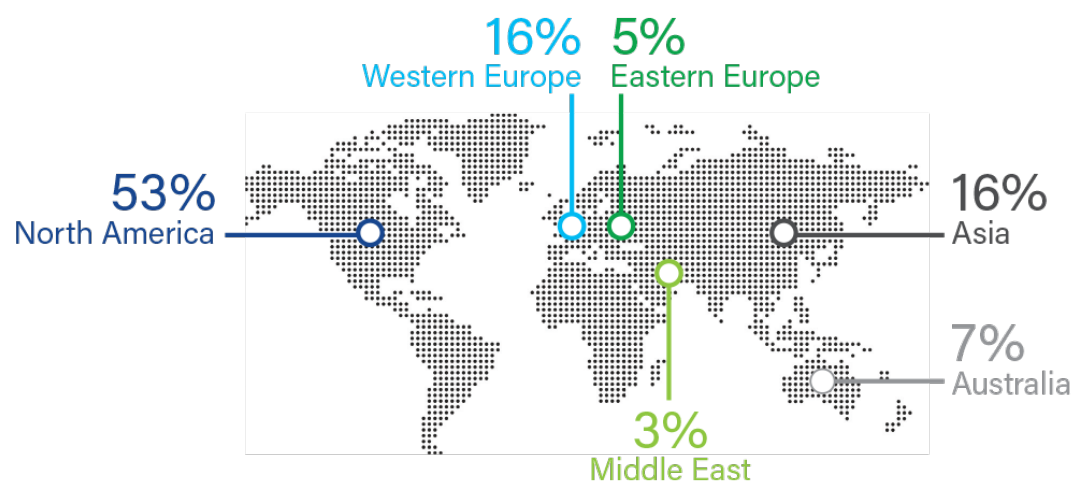 16%
Western Europe
5%
Eastern Europe
53%
North America
16%
Asia
7%
Australia
3%
Middle East